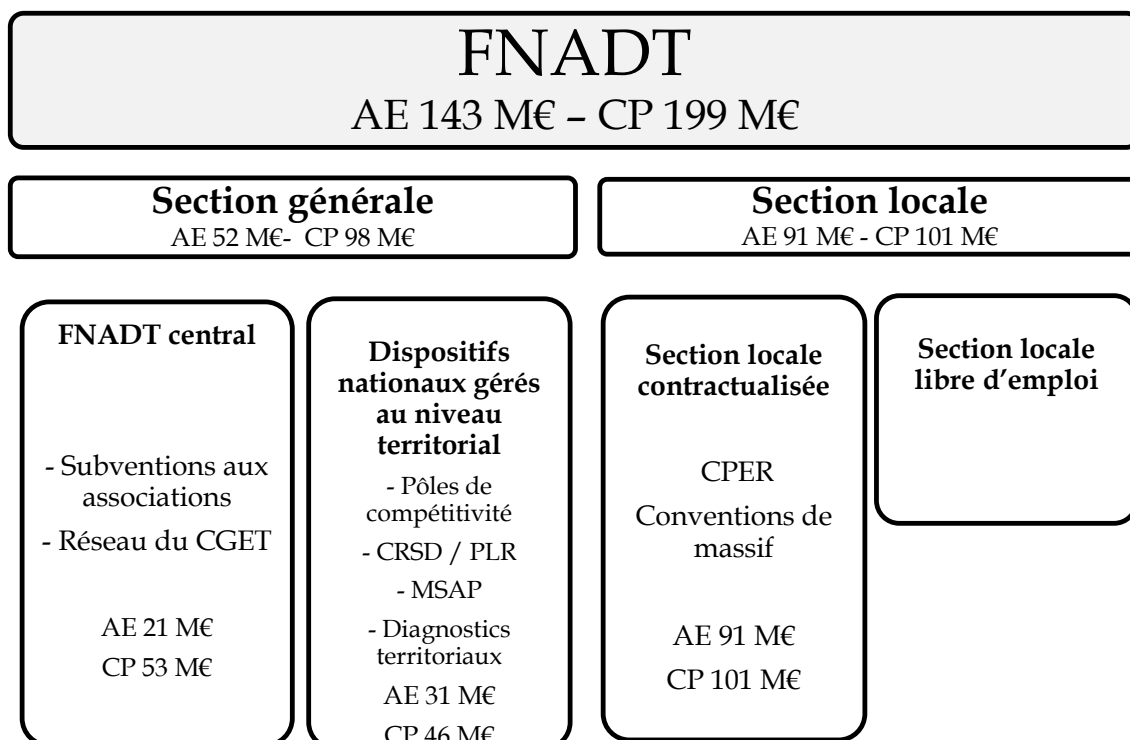 FNADT
AE 143 M€ – CP 199 M€
Section générale
AE 52 M€- CP 98 M€
Section locale
AE 91 M€ - CP 101 M€
FNADT central
- Subventions aux
associations
- Réseau du CGET
AE 21 M€
CP 53 M€
Dispositifs
nationaux gérés
au niveau
territorial
- Pôles de
compétitivité
- CRSD / PLR
- MSAP
- Diagnostics
territoriaux
AE 31 M€
CP 46 M€
Section locale
contractualisée
CPER
Conventions de
massif
AE 91 M€
CP 101 M€
Section locale
libre d'emploi